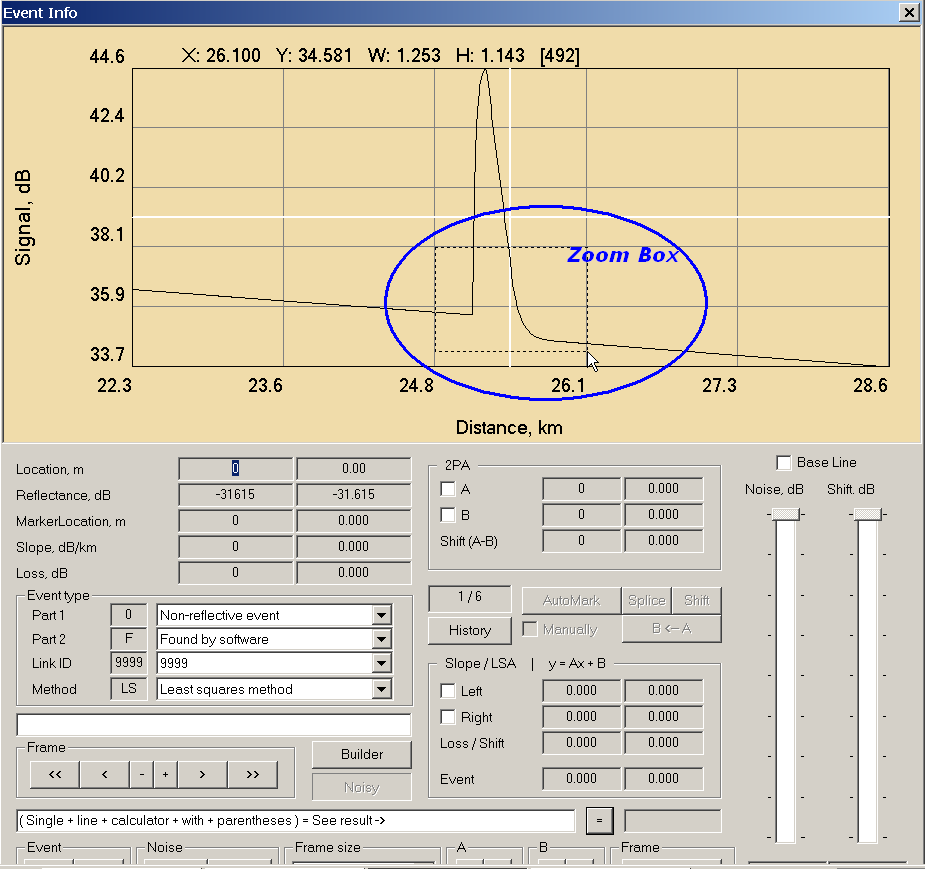 Event Info
X: 26.100 Y: 34.581 W: 1.253 H: 1.143 [492]
44.6
42.4
40.2
38.1
35.9
33.7
Signal, dB
Zoom Box
22.3 23.6 24.8 26.1 27.3 28.6
Distance, km
Location, m 0 0.00
Reflectance, dB -31615 -31.615
MarkerLocation, m 0 0.000
Slope, dB/km 0 0.000
Loss, dB 0 0.000
2PA
A 0 0.000
B 0 0.000
Shift (A-B) 0 0.000
Base Line
Noise, dB Shift. dB
Event type
Part 1 0 Non-reflective event
Part 2 F Found by software
Link ID 9999 9999
Method LS Least squares method
1 / 6 AutoMark Splice Shift
History Manually B <-- A
Slope / LSA | y = Ax + B
Left 0.000 0.000
Right 0.000 0.000
Loss / Shift 0.000 0.000
Event 0.000 0.000
Frame
<< < - + > >>
Builder
Noisy
( Single + line + calculator + with + parentheses ) = See result ->
=
Event Noise Frame size A B Frame